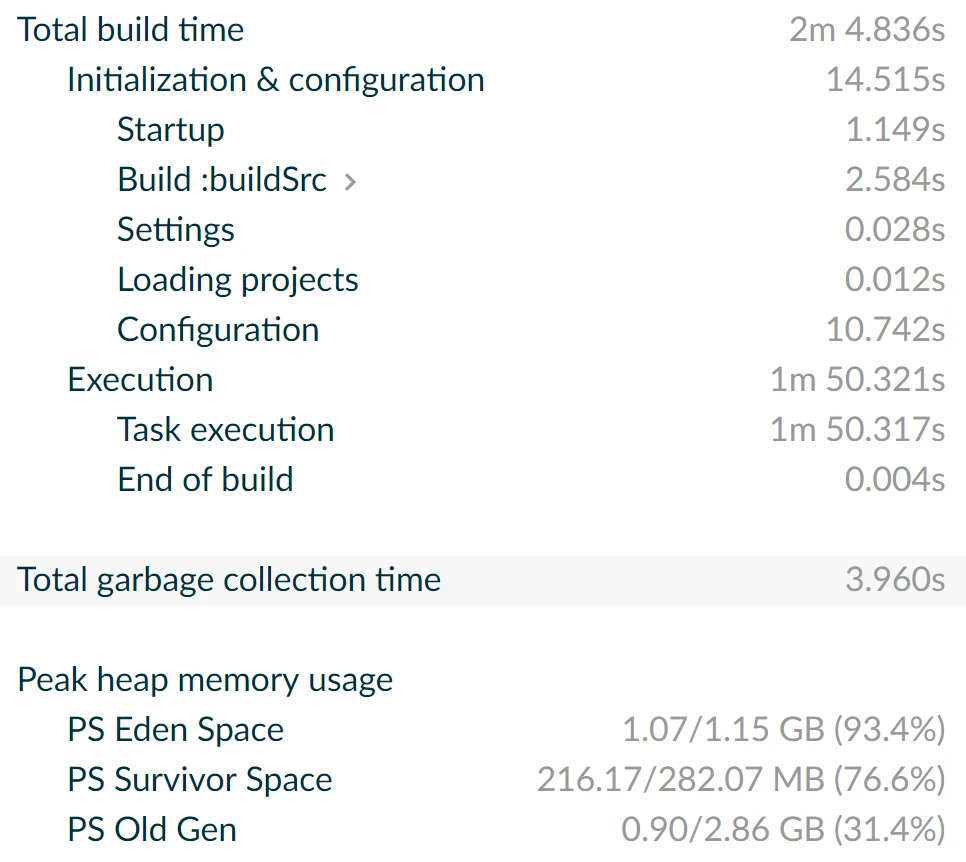 Total build time 2m 4.836s
Initialization & configuration 14.515s
Startup 1.149s
Build :buildSrc > 2.584s
Settings 0.028s
Loading projects 0.012s
Configuration 10.742s
Execution 1m 50.321s
Task execution 1m 50.317s
End of build 0.004s
Total garbage collection time 3.960s
Peak heap memory usage
PS Eden Space 1.07/1.15 GB (93.4%)
PS Survivor Space 216.17/282.07 MB (76.6%)
PS Old Gen 0.90/2.86 GB (31.4%)